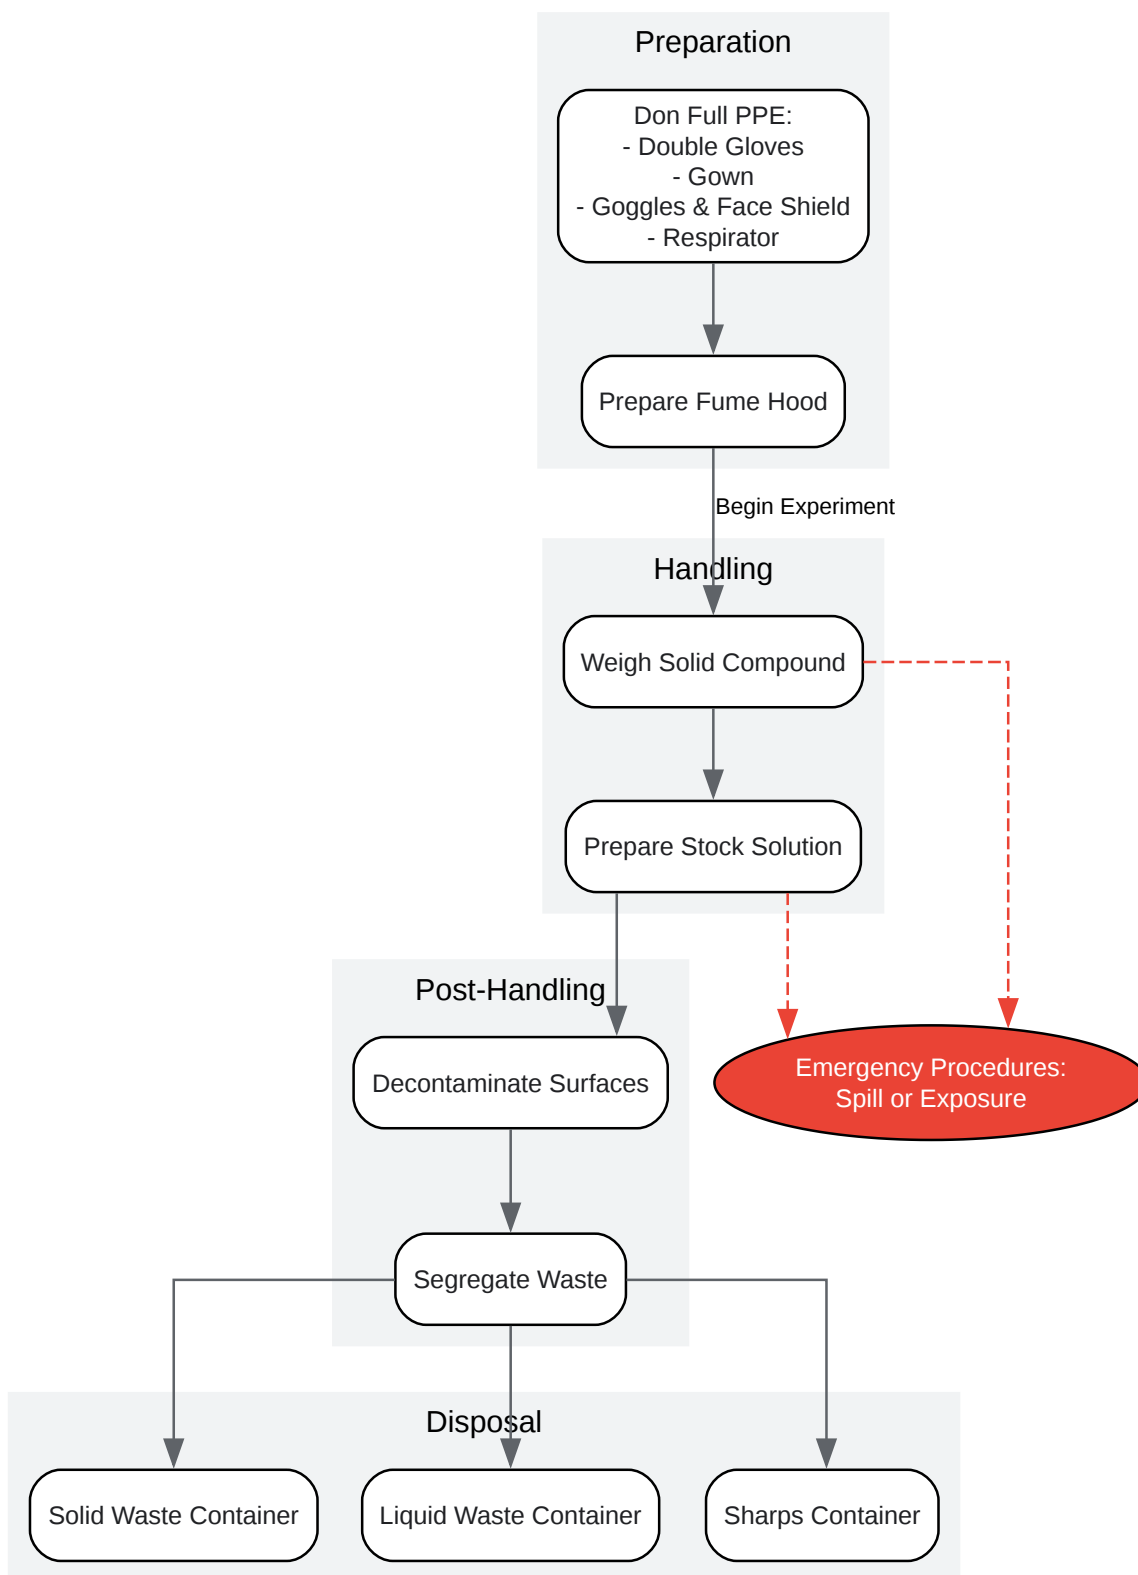 Preparation
Don Full PPE:
- Double Gloves
- Gown
- Goggles & Face Shield
- Respirator
Prepare Fume Hood
Begin Experiment
Handling
Weigh Solid Compound
Prepare Stock Solution
Post-Handling
Decontaminate Surfaces
Emergency Procedures:
Spill or Exposure
Segregate Waste
Disposal
Solid Waste Container
Liquid Waste Container
Sharps Container